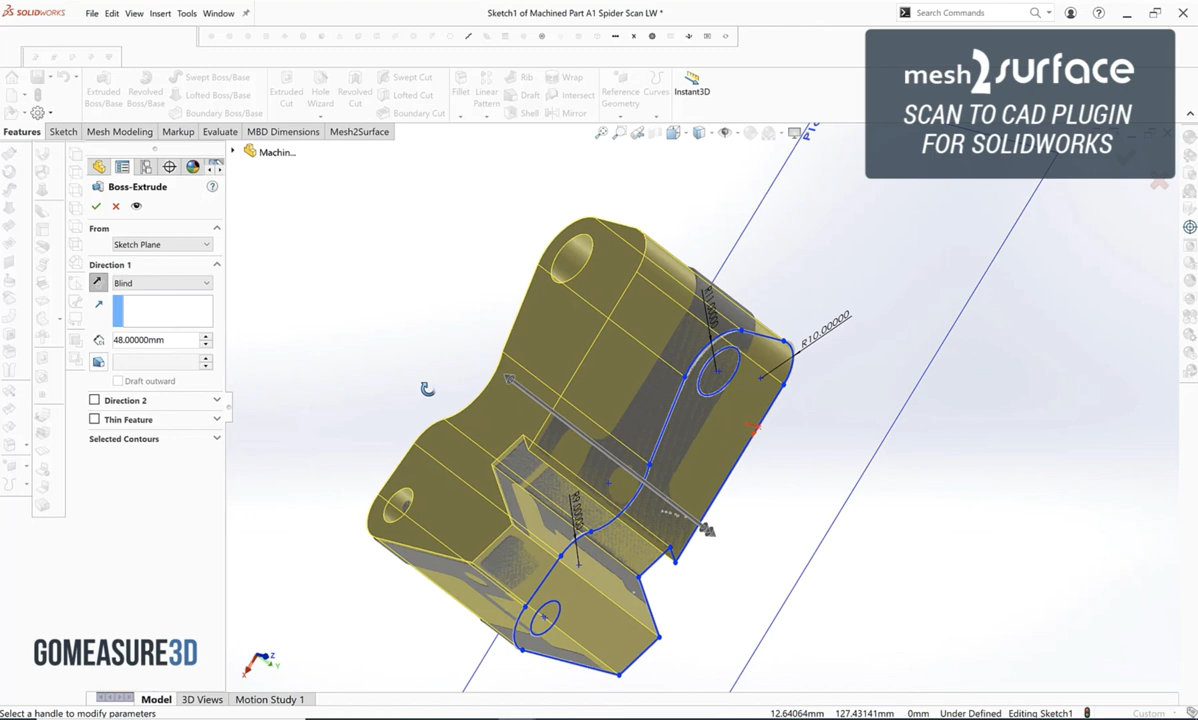 SOLIDWORKS
File Edit View Insert Tools Window
Sketch1 of Machined Part A1 Spider Scan LW *
Search Commands
Extruded Boss/Base
Revolved Boss/Base
Swept Boss/Base
Lofted Boss/Base
Boundary Boss/Base
Extruded Cut
Hole Wizard
Revolved Cut
Swept Cut
Lofted Cut
Boundary Cut
Fillet
Linear Pattern
Rib
Draft
Shell
Wrap
Intersect
Mirror
Reference Geometry
Curves
Instant3D
mesh2surface
SCAN TO CAD PLUGIN
FOR SOLIDWORKS
Features Sketch Mesh Modeling Markup Evaluate MBD Dimensions Mesh2Surface
Machin...
Boss-Extrude
From
Sketch Plane
Direction 1
Blind
48.00000mm
Draft outward
Direction 2
Thin Feature
Selected Contours
R10.00000
GOMEASURE3D
Z
Y
X
Model 3D Views Motion Study 1
Select a handle to modify parameters
12.64064mm 127.43141mm 0mm Under Defined Editing Sketch1 Custom